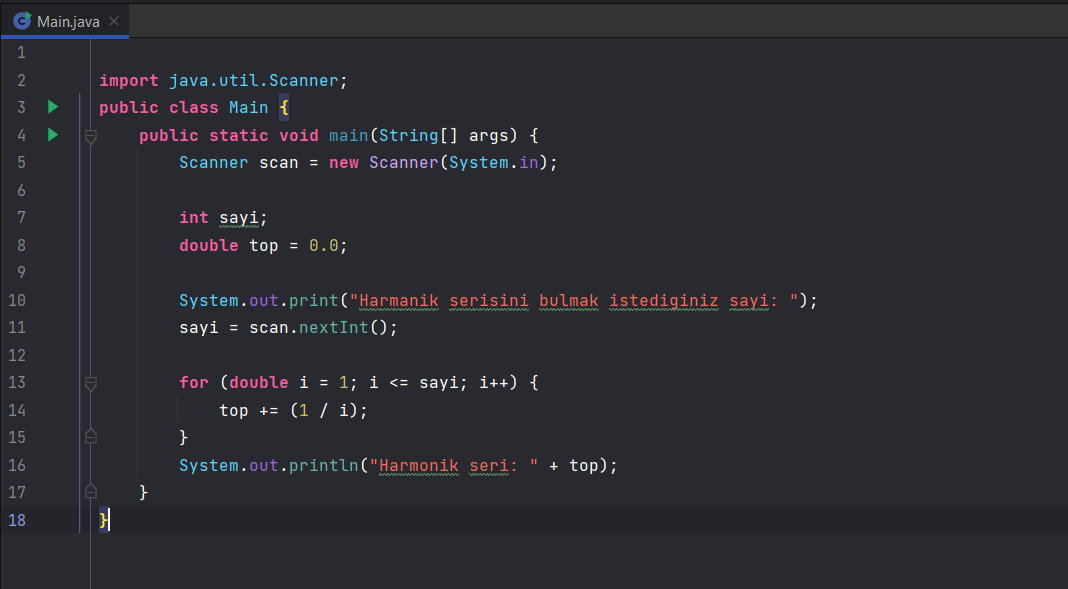 Main.java
1
2 import java.util.Scanner;
3 public class Main {
4 public static void main(String[] args) {
5 Scanner scan = new Scanner(System.in);
6
7 int sayi;
8 double top = 0.0;
9
10 System.out.print("Harmanik serisini bulmak istediginiz sayi: ");
11 sayi = scan.nextInt();
12
13 for (double i = 1; i <= sayi; i++) {
14 top += (1 / i);
15 }
16 System.out.println("Harmonik seri: " + top);
17 }
18 }